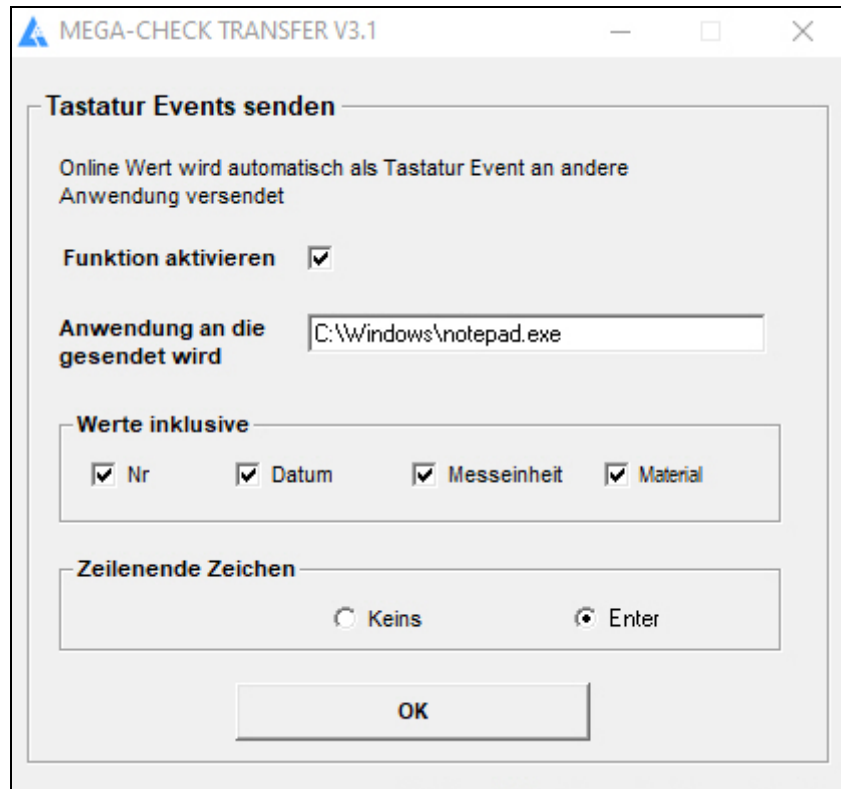 MEGA-CHECK TRANSFER V3.1
Tastatur Events senden
Online Wert wird automatisch als Tastatur Event an andere
Anwendung versendet
Funktion aktivieren
Anwendung an die
gesendet wird
C:\Windows\notepad.exe
Werte inklusive
Nr Datum Messeinheit Material
Zeilenende Zeichen
Keins Enter
OK